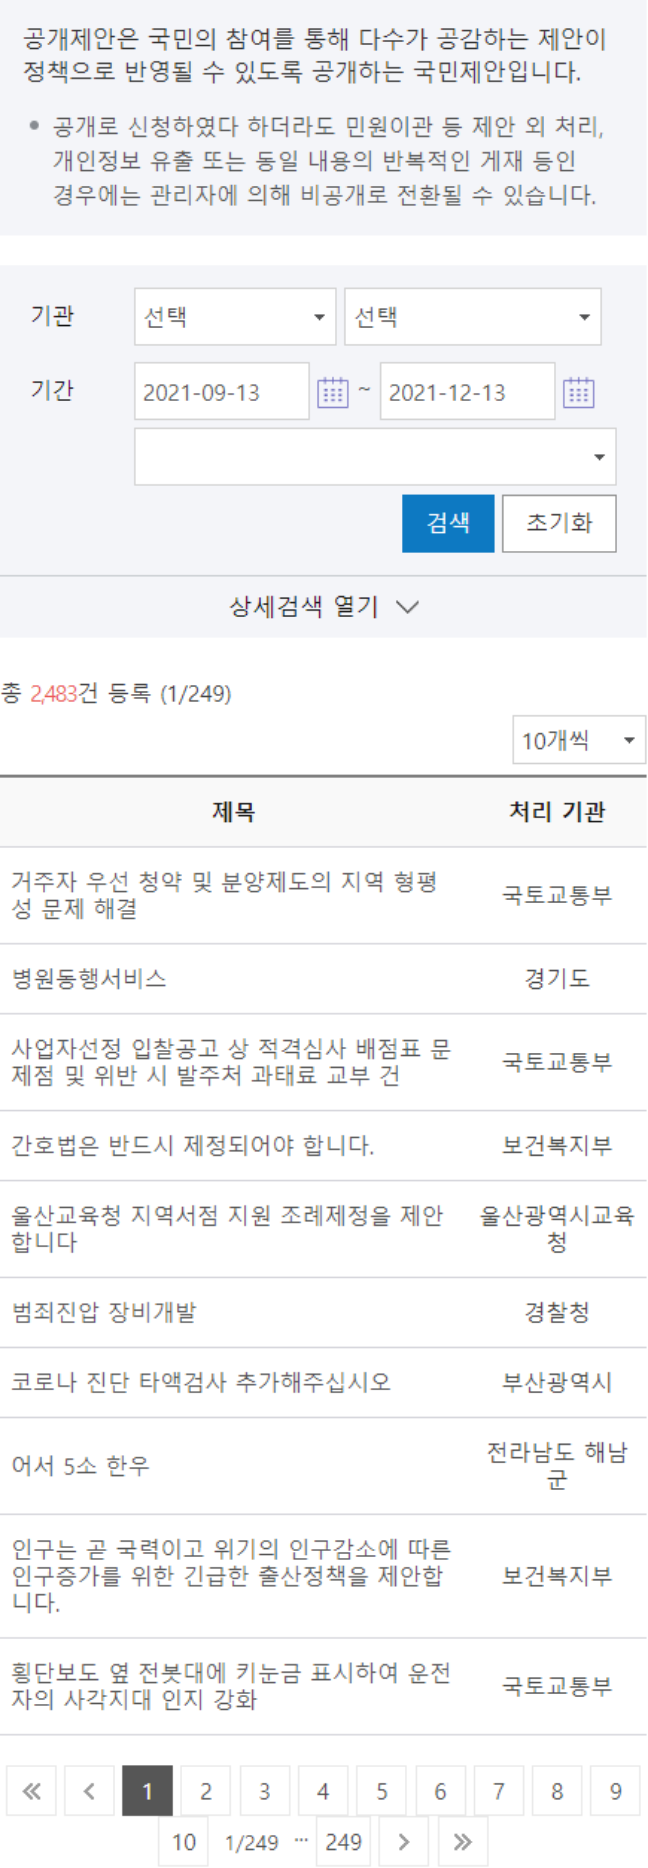 공개제안은 국민의 참여를 통해 다수가 공감하는 제안이
정책으로 반영될 수 있도록 공개하는 국민제안입니다.
공개로 신청하였다 하더라도 민원이관 등 제안 외 처리,
개인정보 유출 또는 동일 내용의 반복적인 게재 등인
경우에는 관리자에 의해 비공개로 전환될 수 있습니다.
기관 선택 선택
기간 2021-09-13 ~ 2021-12-13
검색 초기화
상세검색 열기
총 2,483건 등록 (1/249)
10개씩
제목 처리 기관
거주자 우선 청약 및 분양제도의 지역 형평
성 문제 해결
국토교통부
병원동행서비스 경기도
사업자선정 입찰공고 상 적격심사 배점표 문
제점 및 위반 시 발주처 과태료 교부 건
국토교통부
간호법은 반드시 제정되어야 합니다. 보건복지부
울산교육청 지역서점 지원 조례제정을 제안
합니다
울산광역시교육
청
범죄진압 장비개발 경찰청
코로나 진단 타액검사 추가해주십시오 부산광역시
어서 5소 한우
전라남도 해남
군
인구는 곧 국력이고 위기의 인구감소에 따른
인구증가를 위한 긴급한 출산정책을 제안합
니다.
보건복지부
횡단보도 옆 전봇대에 키눈금 표시하여 운전
자의 사각지대 인지 강화
국토교통부
1 2 3 4 5 6 7 8 9
10 1/249 ... 249